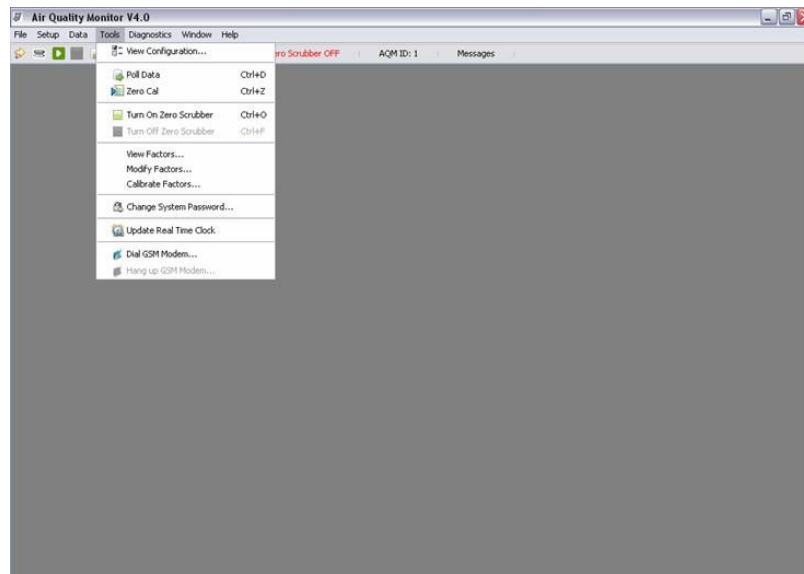 Air Quality Monitor V4.0
File Setup Data Tools Diagnostics Window Help
ero Scrubber OFF AQM ID: 1 Messages
View Configuration...
Poll Data Ctrl+D
Zero Cal Ctrl+Z
Turn On Zero Scrubber Ctrl+O
Turn Off Zero Scrubber Ctrl+F
View Factors...
Modify Factors...
Calibrate Factors...
Change System Password...
Update Real Time Clock
Dial GSM Modem...
Hang up GSM Modem...